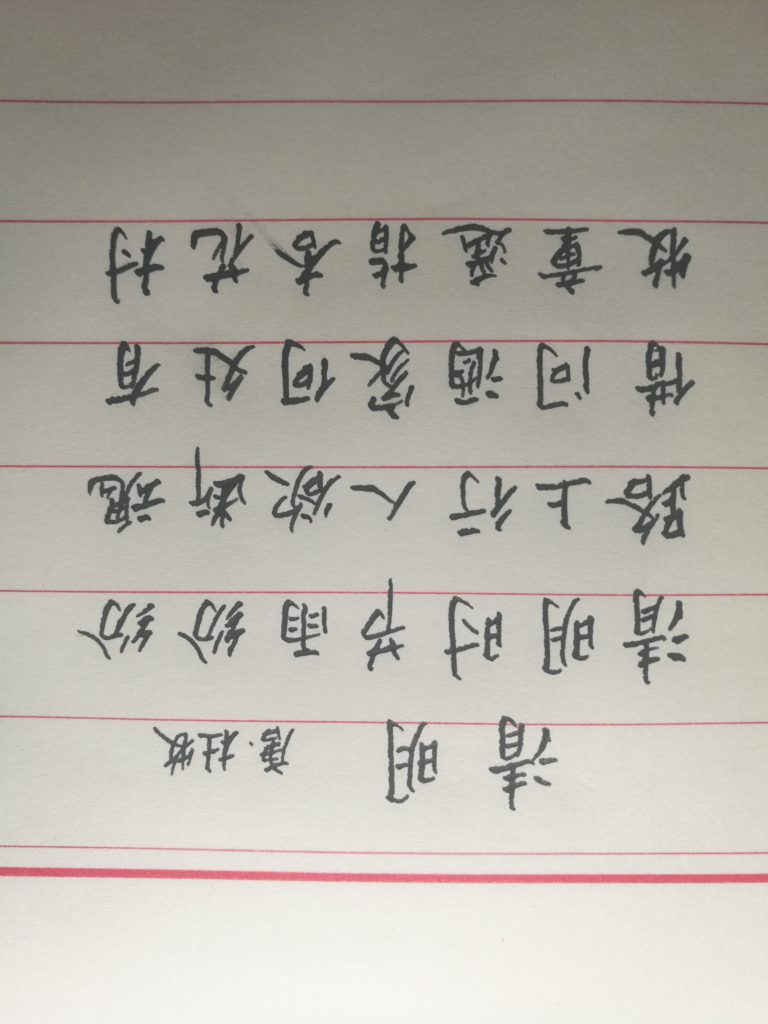 清明 唐·杜牧
清明时节雨纷纷
路上行人欲断魂
借问酒家何处有
牧童遥指杏花村